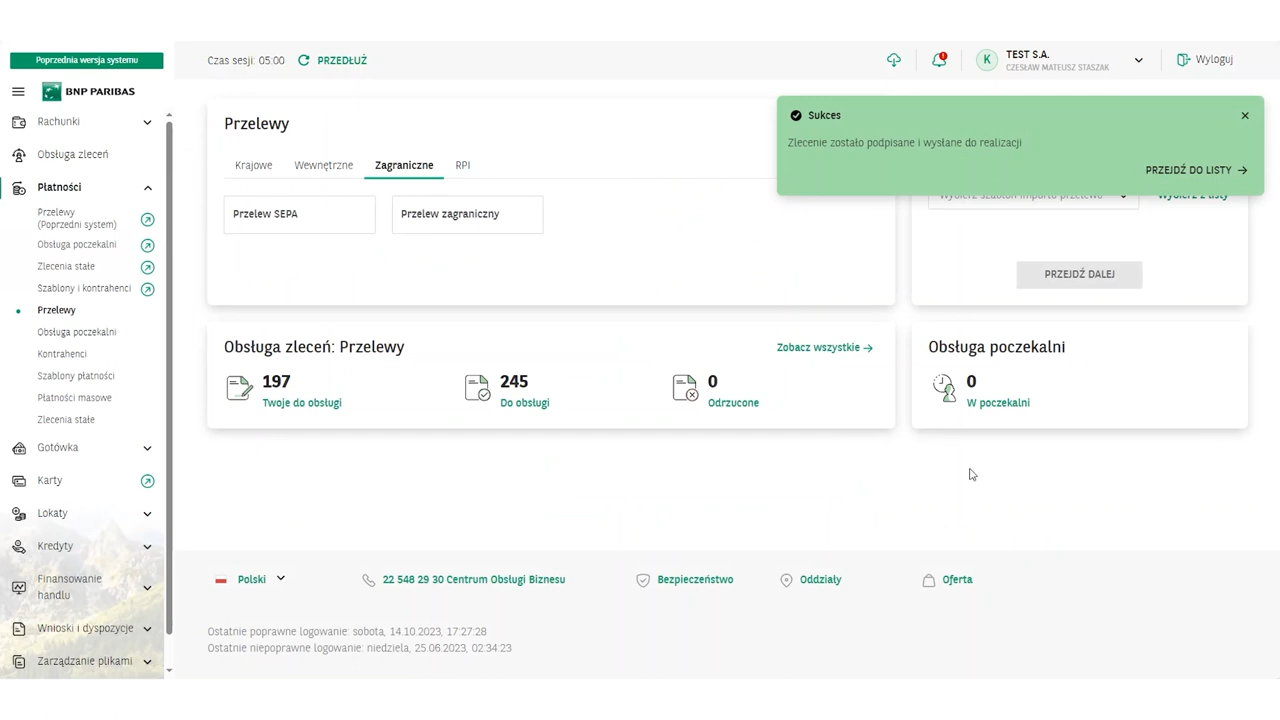 Poprzednia wersja systemu
BNP PARIBAS
Rachunki
Obsługa zleceń
Płatności
Przelewy
(Poprzedni system)
Obsługa poczekalni
Zlecenia stałe
Szablony i kontrahenci
Przelewy
Obsługa poczekalni
Kontrahenci
Szablony płatności
Płatności masowe
Zlecenia stałe
Gotówka
Karty
Lokaty
Kredyty
Finansowanie
handlu
Wnioski i dyspozycje
Zarządzanie plikami
Czas sesji: 05:00 PRZEDŁUŻ
K
TEST S.A.
CZESŁAW MATEUSZ STASZAK
Wyloguj
Przelewy
Krajowe Wewnętrzne Zagraniczne RPI
Przelew SEPA Przelew zagraniczny
Sukces
Zlecenie zostało podpisane i wysłane do realizacji
PRZEJDŹ DO LISTY
Wybierz szablon importu przelewu Wybierz z listy
PRZEJDŹ DALEJ
Obsługa zleceń: Przelewy Zobacz wszystkie
197 245 0
Twoje do obsługi Do obsługi Odrzucone
Obsługa poczekalni
0
W poczekalni
Polski 22 548 29 30 Centrum Obsługi Biznesu Bezpieczeństwo Oddziały Oferta
Ostatnie poprawne logowanie: sobota, 14.10.2023, 17:27:28
Ostatnie niepoprawne logowanie: niedziela, 25.06.2023, 02:34:23